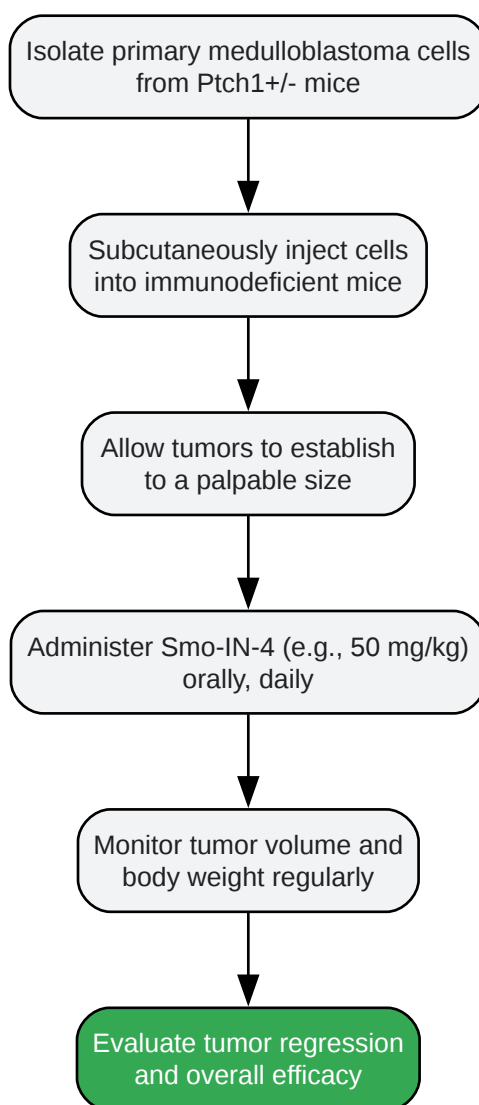 Isolate primary medulloblastoma cells
from Ptch1+/- mice
Subcutaneously inject cells
into immunodeficient mice
Allow tumors to establish
to a palpable size
Administer Smo-IN-4 (e.g., 50 mg/kg)
orally, daily
Monitor tumor volume and
body weight regularly
Evaluate tumor regression
and overall efficacy